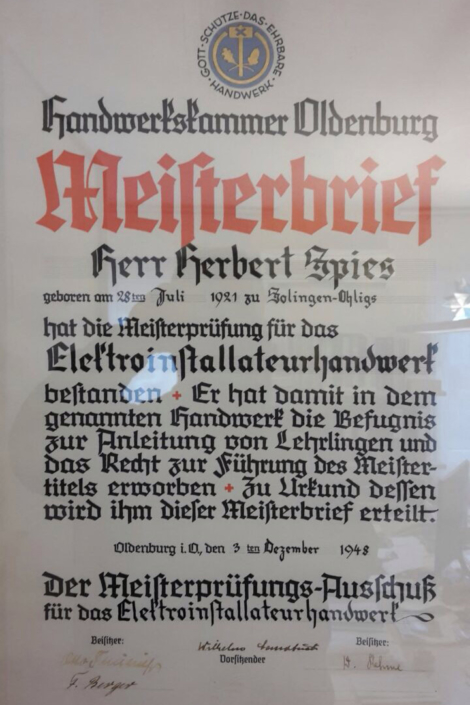 GOTT·SCHÜTZE·DAS·EHRBARE·HANDWERK·
Handwerkskammer Oldenburg
Meisterbrief
Herr Herbert Spies
geboren am 28ten Juli 1921 zu Solingen-Ohligs
hat die Meisterprüfung für das
Elektroinstallateurhandwerk
bestanden + Er hat damit in dem
genannten Handwerk die Befugnis
zur Anleitung von Lehrlingen und
das Recht zur Führung des Meister-
titels erworben + Zu Urkund dessen
wird ihm dieser Meisterbrief erteilt.
Oldenburg i.O., den 3ten Dezember 1948
Der Meisterprüfungs-Ausschuß
für das Elektroinstallateurhandwerk
Beisitzer: Wilhelm Beisitzer:
Vorsitzender
F. Berger